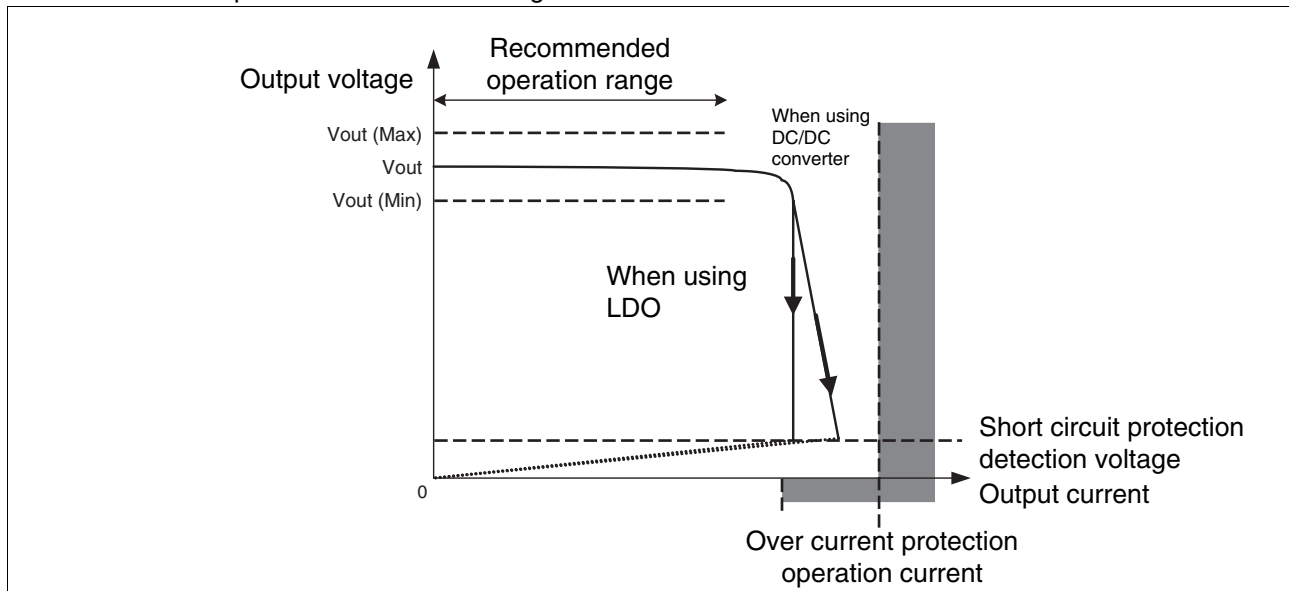 Recommended
operation range
Output voltage
Vout (Max)
When using
DC/DC
converter
Vout
Vout (Min)
When using
LDO
Short circuit protection
detection voltage
0
Output current
Over current protection
operation current